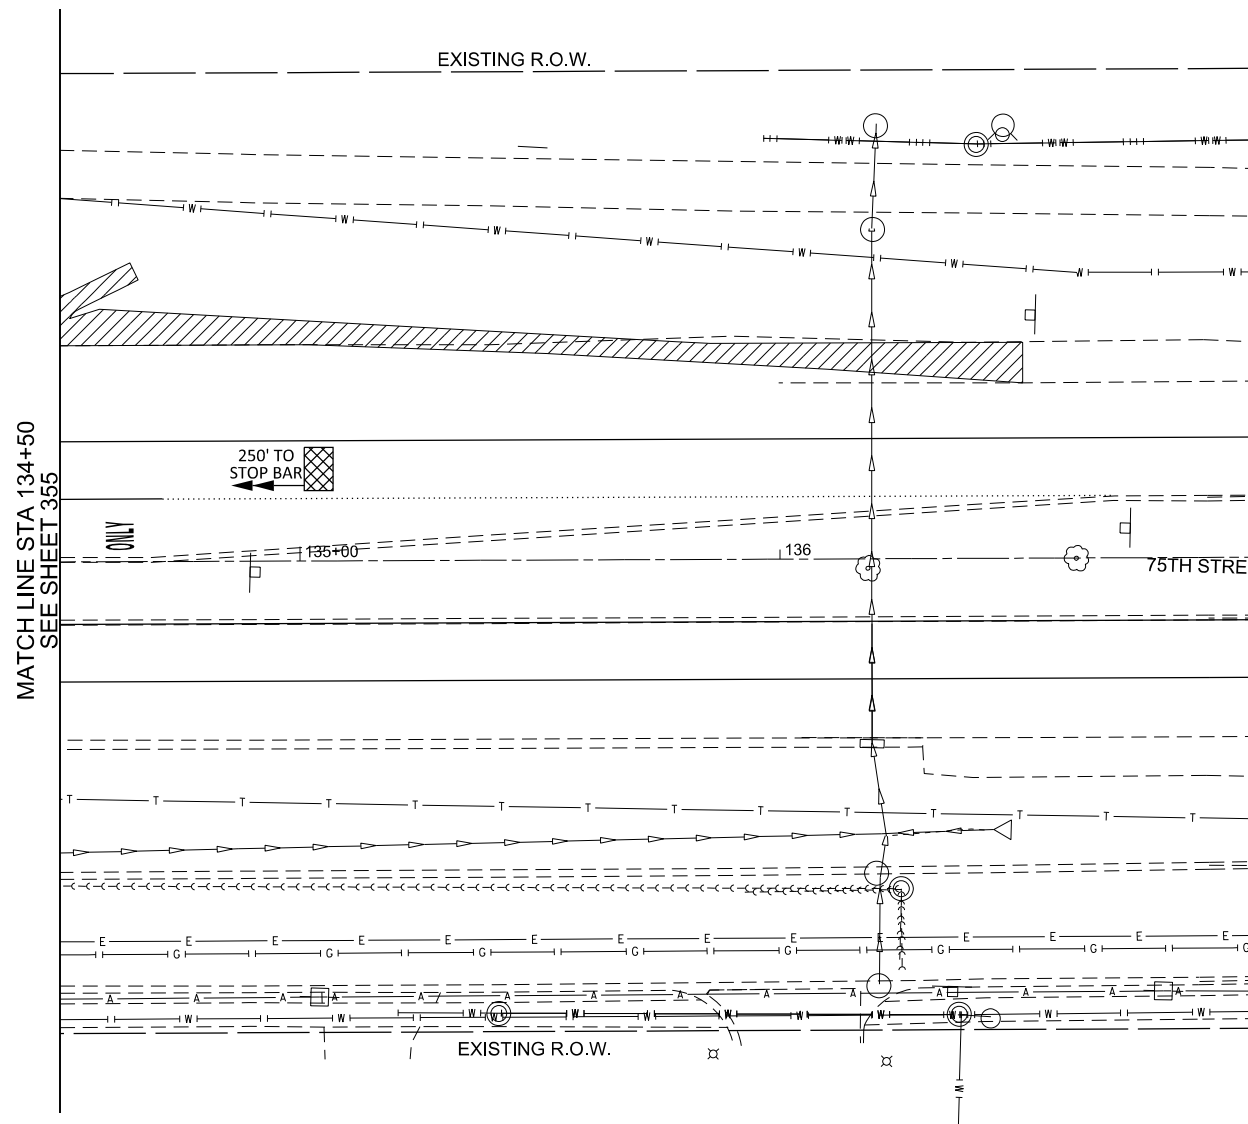 EXISTING R.O.W.
MATCH LINE STA 134+50
SEE SHEET 355
250' TO
STOP BAR
ONLY
135+00
136
75TH STRE
W W W W W W
W W W W W W W W
T T T T T T T T T T T T T T
E E E E E E E E E E E E E E
G G G G G G G G
A A A A A A A A A A A A A A
W W W W W W W W W W W W
EXISTING R.O.W.
W